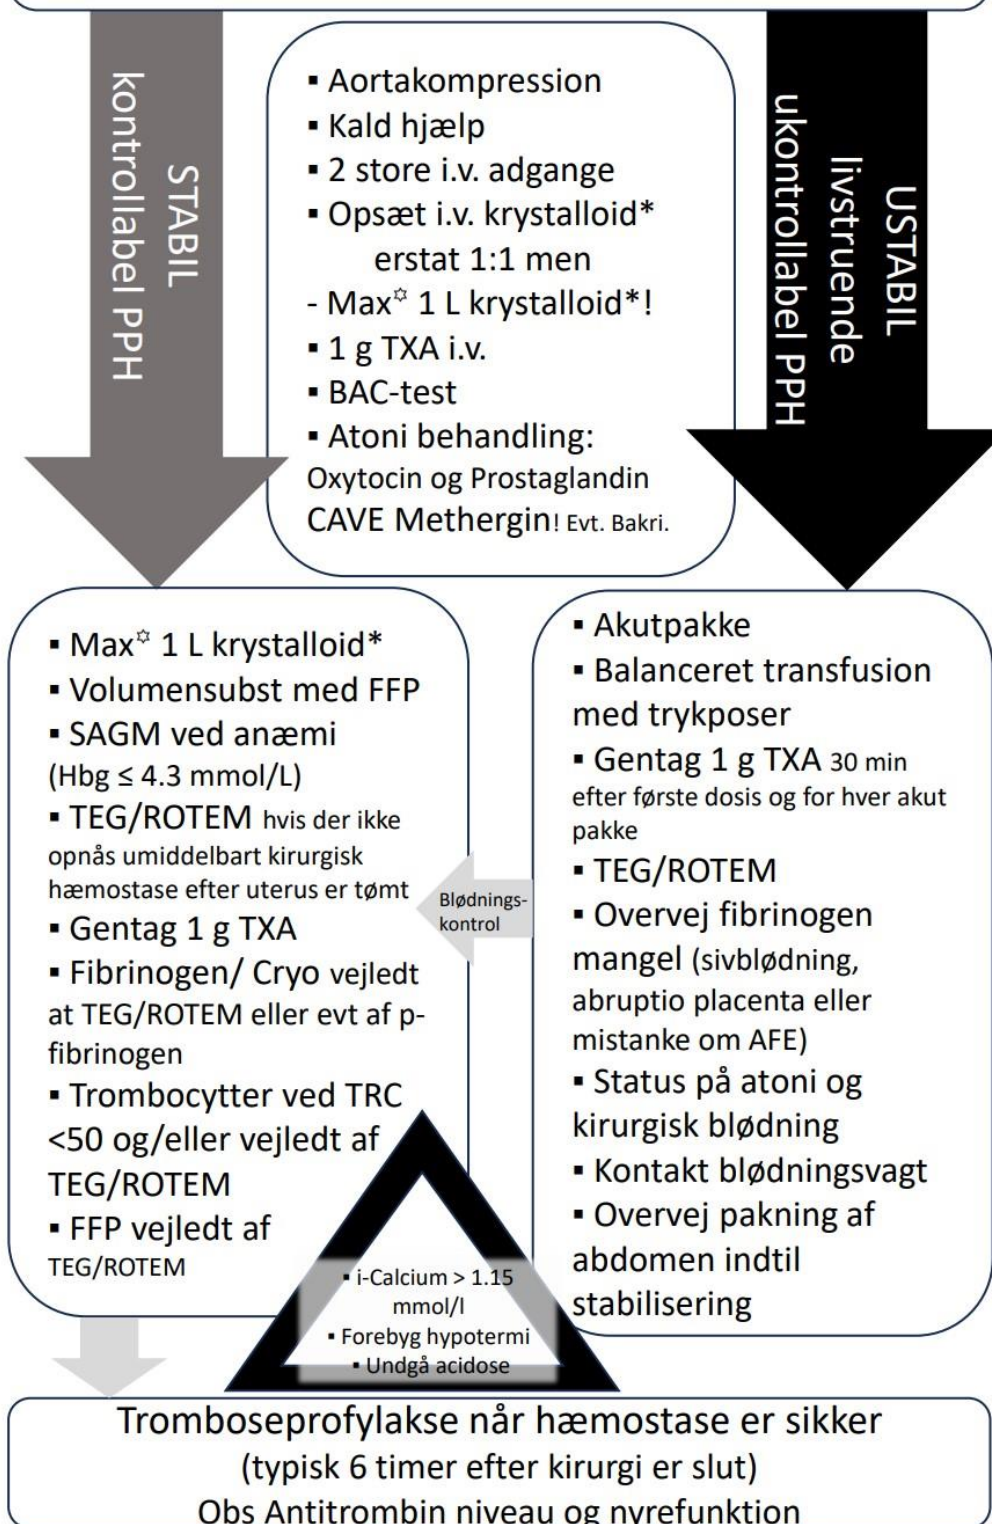 STABIL
kontrollabel PPH
▪ Aortakompression
▪ Kald hjælp
▪ 2 store i.v. adgange
▪ Opsæt i.v. krystalloid*
erstat 1:1 men
- Max✡ 1 L krystalloid*!
▪ 1 g TXA i.v.
▪ BAC-test
▪ Atoni behandling:
Oxytocin og Prostaglandin
CAVE Methergin! Evt. Bakri.
USTABIL
livstruende
ukontrollabel PPH
▪ Max✡ 1 L krystalloid*
▪ Volumensubst med FFP
▪ SAGM ved anæmi
(Hbg ≤ 4.3 mmol/L)
▪ TEG/ROTEM hvis der ikke
opnås umiddelbart kirurgisk
hæmostase efter uterus er tømt
▪ Gentag 1 g TXA
▪ Fibrinogen/ Cryo vejledt
at TEG/ROTEM eller evt af p-
fibrinogen
▪ Trombocytter ved TRC
<50 og/eller vejledt af
TEG/ROTEM
▪ FFP vejledt af
TEG/ROTEM
Blødnings-
kontrol
▪ Akutpakke
▪ Balanceret transfusion
med trykposer
▪ Gentag 1 g TXA 30 min
efter første dosis og for hver akut
pakke
▪ TEG/ROTEM
▪ Overvej fibrinogen
mangel (sivblødning,
abruptio placenta eller
mistanke om AFE)
▪ Status på atoni og
kirurgisk blødning
▪ Kontakt blødningsvagt
▪ Overvej pakning af
abdomen indtil
stabilisering
▪ i-Calcium > 1.15
mmol/l
▪ Forebyg hypotermi
▪ Undgå acidose
Tromboseprofylakse når hæmostase er sikker
(typisk 6 timer efter kirurgi er slut)
Obs Antitrombin niveau og nyrefunktion